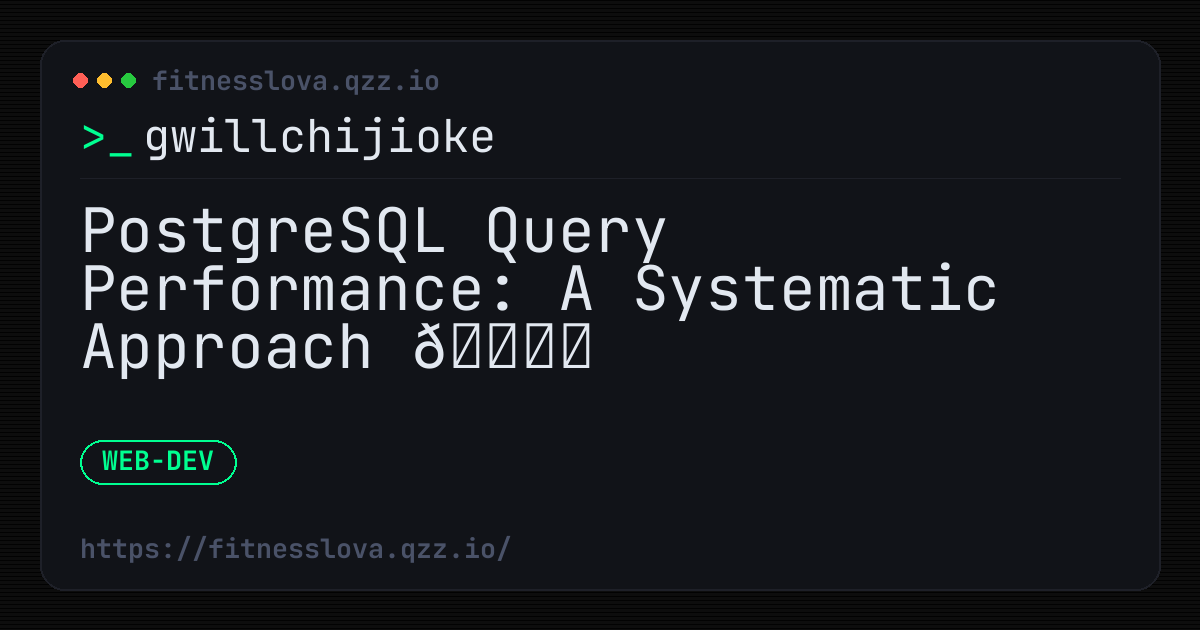 fitnesslova.qzz.io
>_ gwillchijioke
PostgreSQL Query
Performance: A Systematic
Approach ð
WEB-DEV
https://fitnesslova.qzz.io/